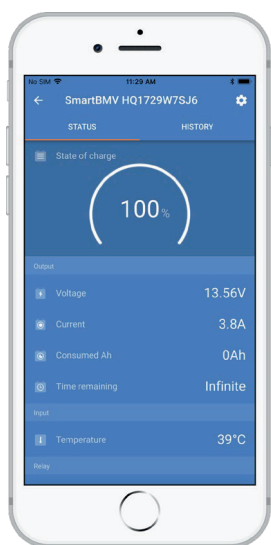 No SIM 11:29 AM
SmartBMV HQ1729W7SJ6
STATUS HISTORY
State of charge
100%
Output
Voltage 13.56V
Current 3.8A
Consumed Ah 0Ah
Time remaining Infinite
Input
Temperature 39°C
Relay